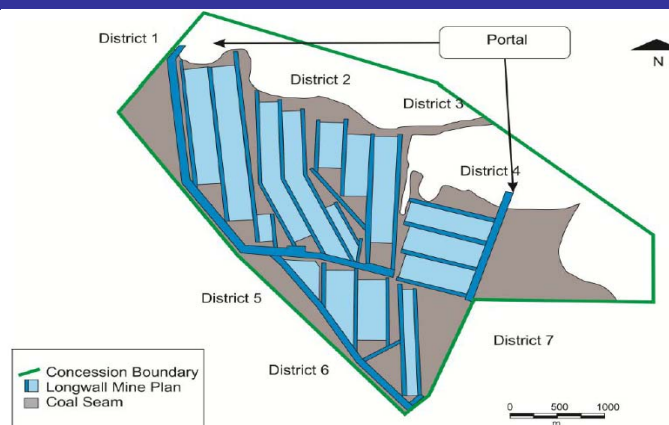 District 1
Portal
N
District 2
District 3
District 4
District 5
District 7
District 6
Concession Boundary
Longwall Mine Plan
Coal Seam
0 500 1000
m